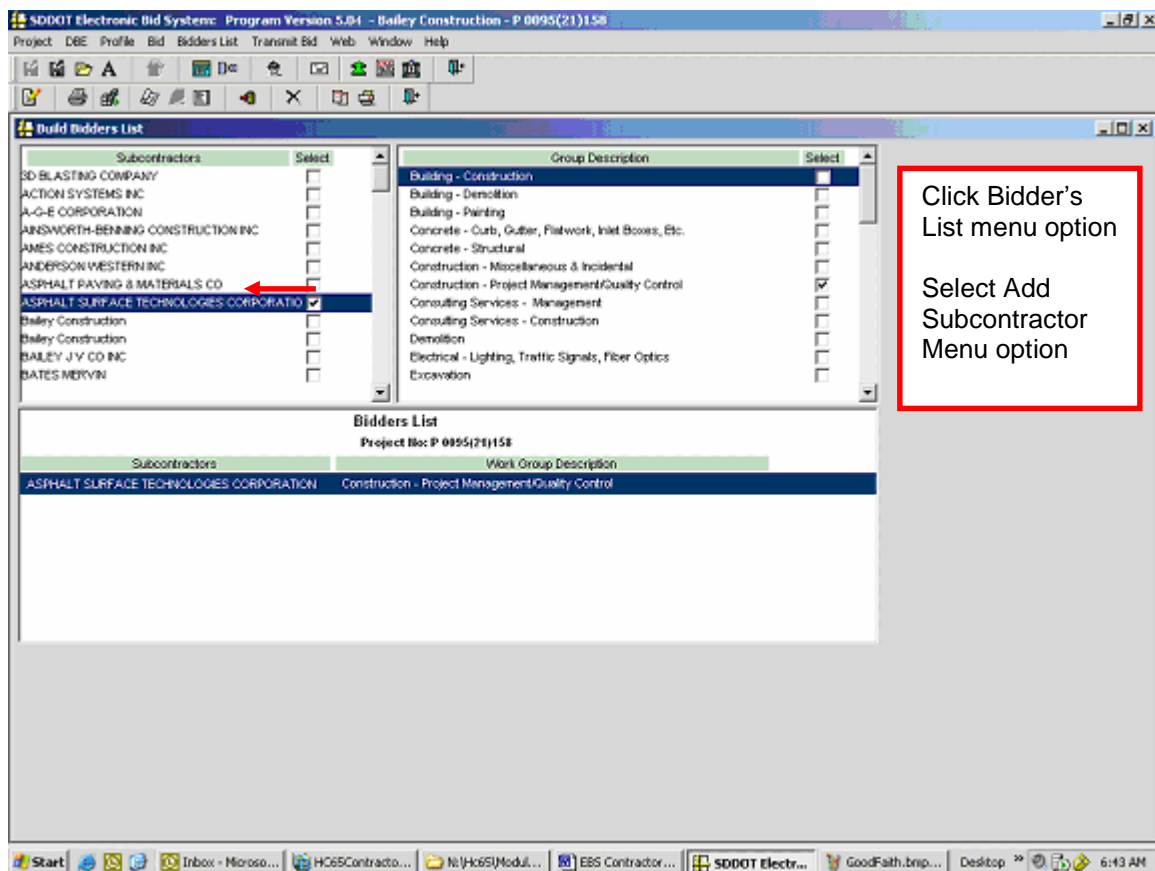 SDDOT Electronic Bid System: Program Version 5.04 - Bailey Construction - P 0095(21)158
Project DBE Profile Bid Bidders List Transmit Bid Web Window Help
Build Bidders List
Subcontractors Select
3D BLASTING COMPANY
ACTION SYSTEMS INC
A-G-E CORPORATION
AINSWORTH-BENNING CONSTRUCTION INC
AMES CONSTRUCTION INC
ANDERSON WESTERN INC
ASPHALT PAVING & MATERIALS CO
ASPHALT SURFACE TECHNOLOGIES CORPORATIO
Bailey Construction
Bailey Construction
BAILEY J V CO INC
BATES MERVIN
Group Description Select
Building - Construction
Building - Demolition
Building - Painting
Concrete - Curb, Gutter, Flatwork, Inlet Boxes, Etc.
Concrete - Structural
Construction - Miscellaneous & Incidental
Construction - Project Management/Quality Control
Consulting Services - Management
Consulting Services - Construction
Demolition
Electrical - Lighting, Traffic Signals, Fiber Optics
Excavation
Click Bidder's
List menu option
Select Add
Subcontractor
Menu option
Bidders List
Project No: P 0095(21)158
Subcontractors Work Group Description
ASPHALT SURFACE TECHNOLOGIES CORPORATION Construction - Project Management/Quality Control
Start Inbox - Microso... HC65Contracto... N:\Hc65\Modul... EBS Contractor... SDDOT Electr... GoodFaith.bmp... Desktop » 6:43 AM